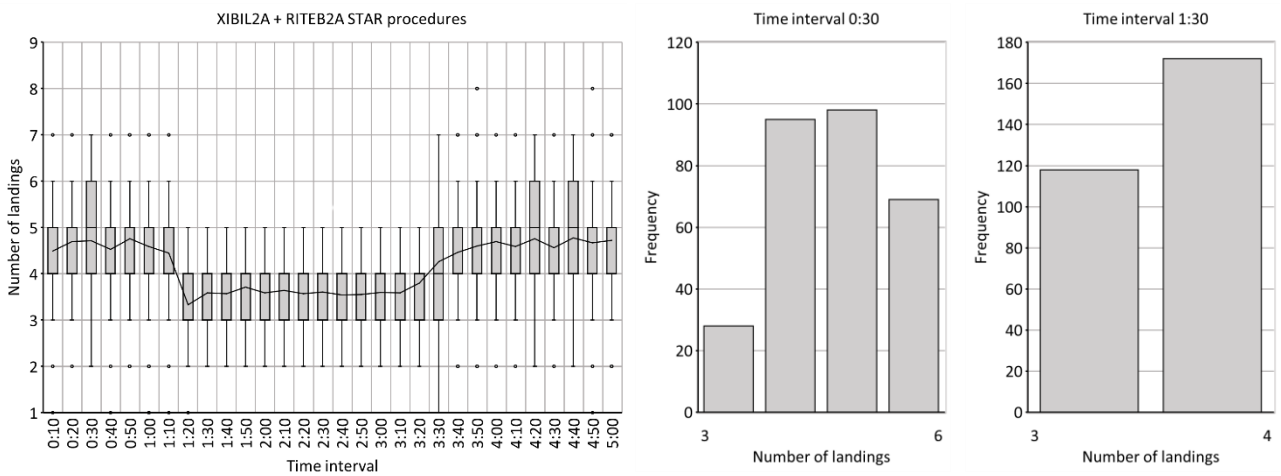 XIBIL2A + RITEB2A STAR procedures
9
8
7
6
5
4
3
2
1
Number of landings
0:10 0:20 0:30 0:40 0:50 1:00 1:10 1:20 1:30 1:40 1:50 2:00 2:10 2:20 2:30 2:40 2:50 3:00 3:10 3:20 3:30 3:40 3:50 4:00 4:10 4:20 4:30 4:40 4:50 5:00
Time interval
Time interval 0:30
120
100
80
60
40
20
0
Frequency
3 6
Number of landings
Time interval 1:30
180
160
140
120
100
80
60
40
20
0
Frequency
3 4
Number of landings